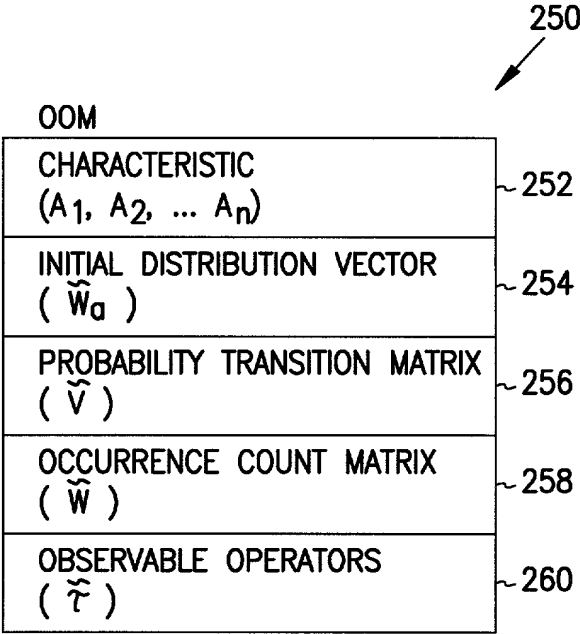 250
OOM
CHARACTERISTIC
(A1, A2, ... An)
252
INITIAL DISTRIBUTION VECTOR
( W̃a )
254
PROBABILITY TRANSITION MATRIX
( Ṽ )
256
OCCURRENCE COUNT MATRIX
( W̃ )
258
OBSERVABLE OPERATORS
( τ̃ )
260